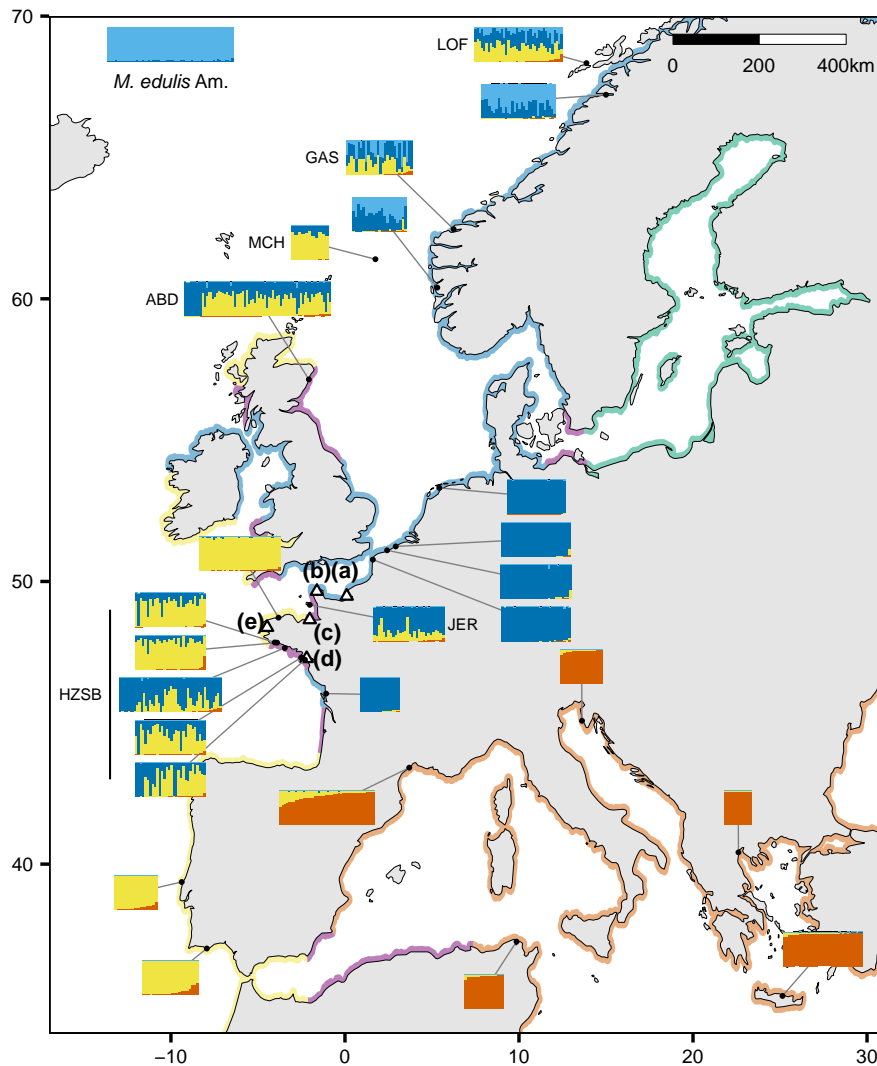 70
60
50
40
M. edulis Am.
LOF
0 200 400km
GAS
MCH
ABD
(b)(a)
(e)
(c)
JER
(d)
HZSB
−10 0 10 20 30